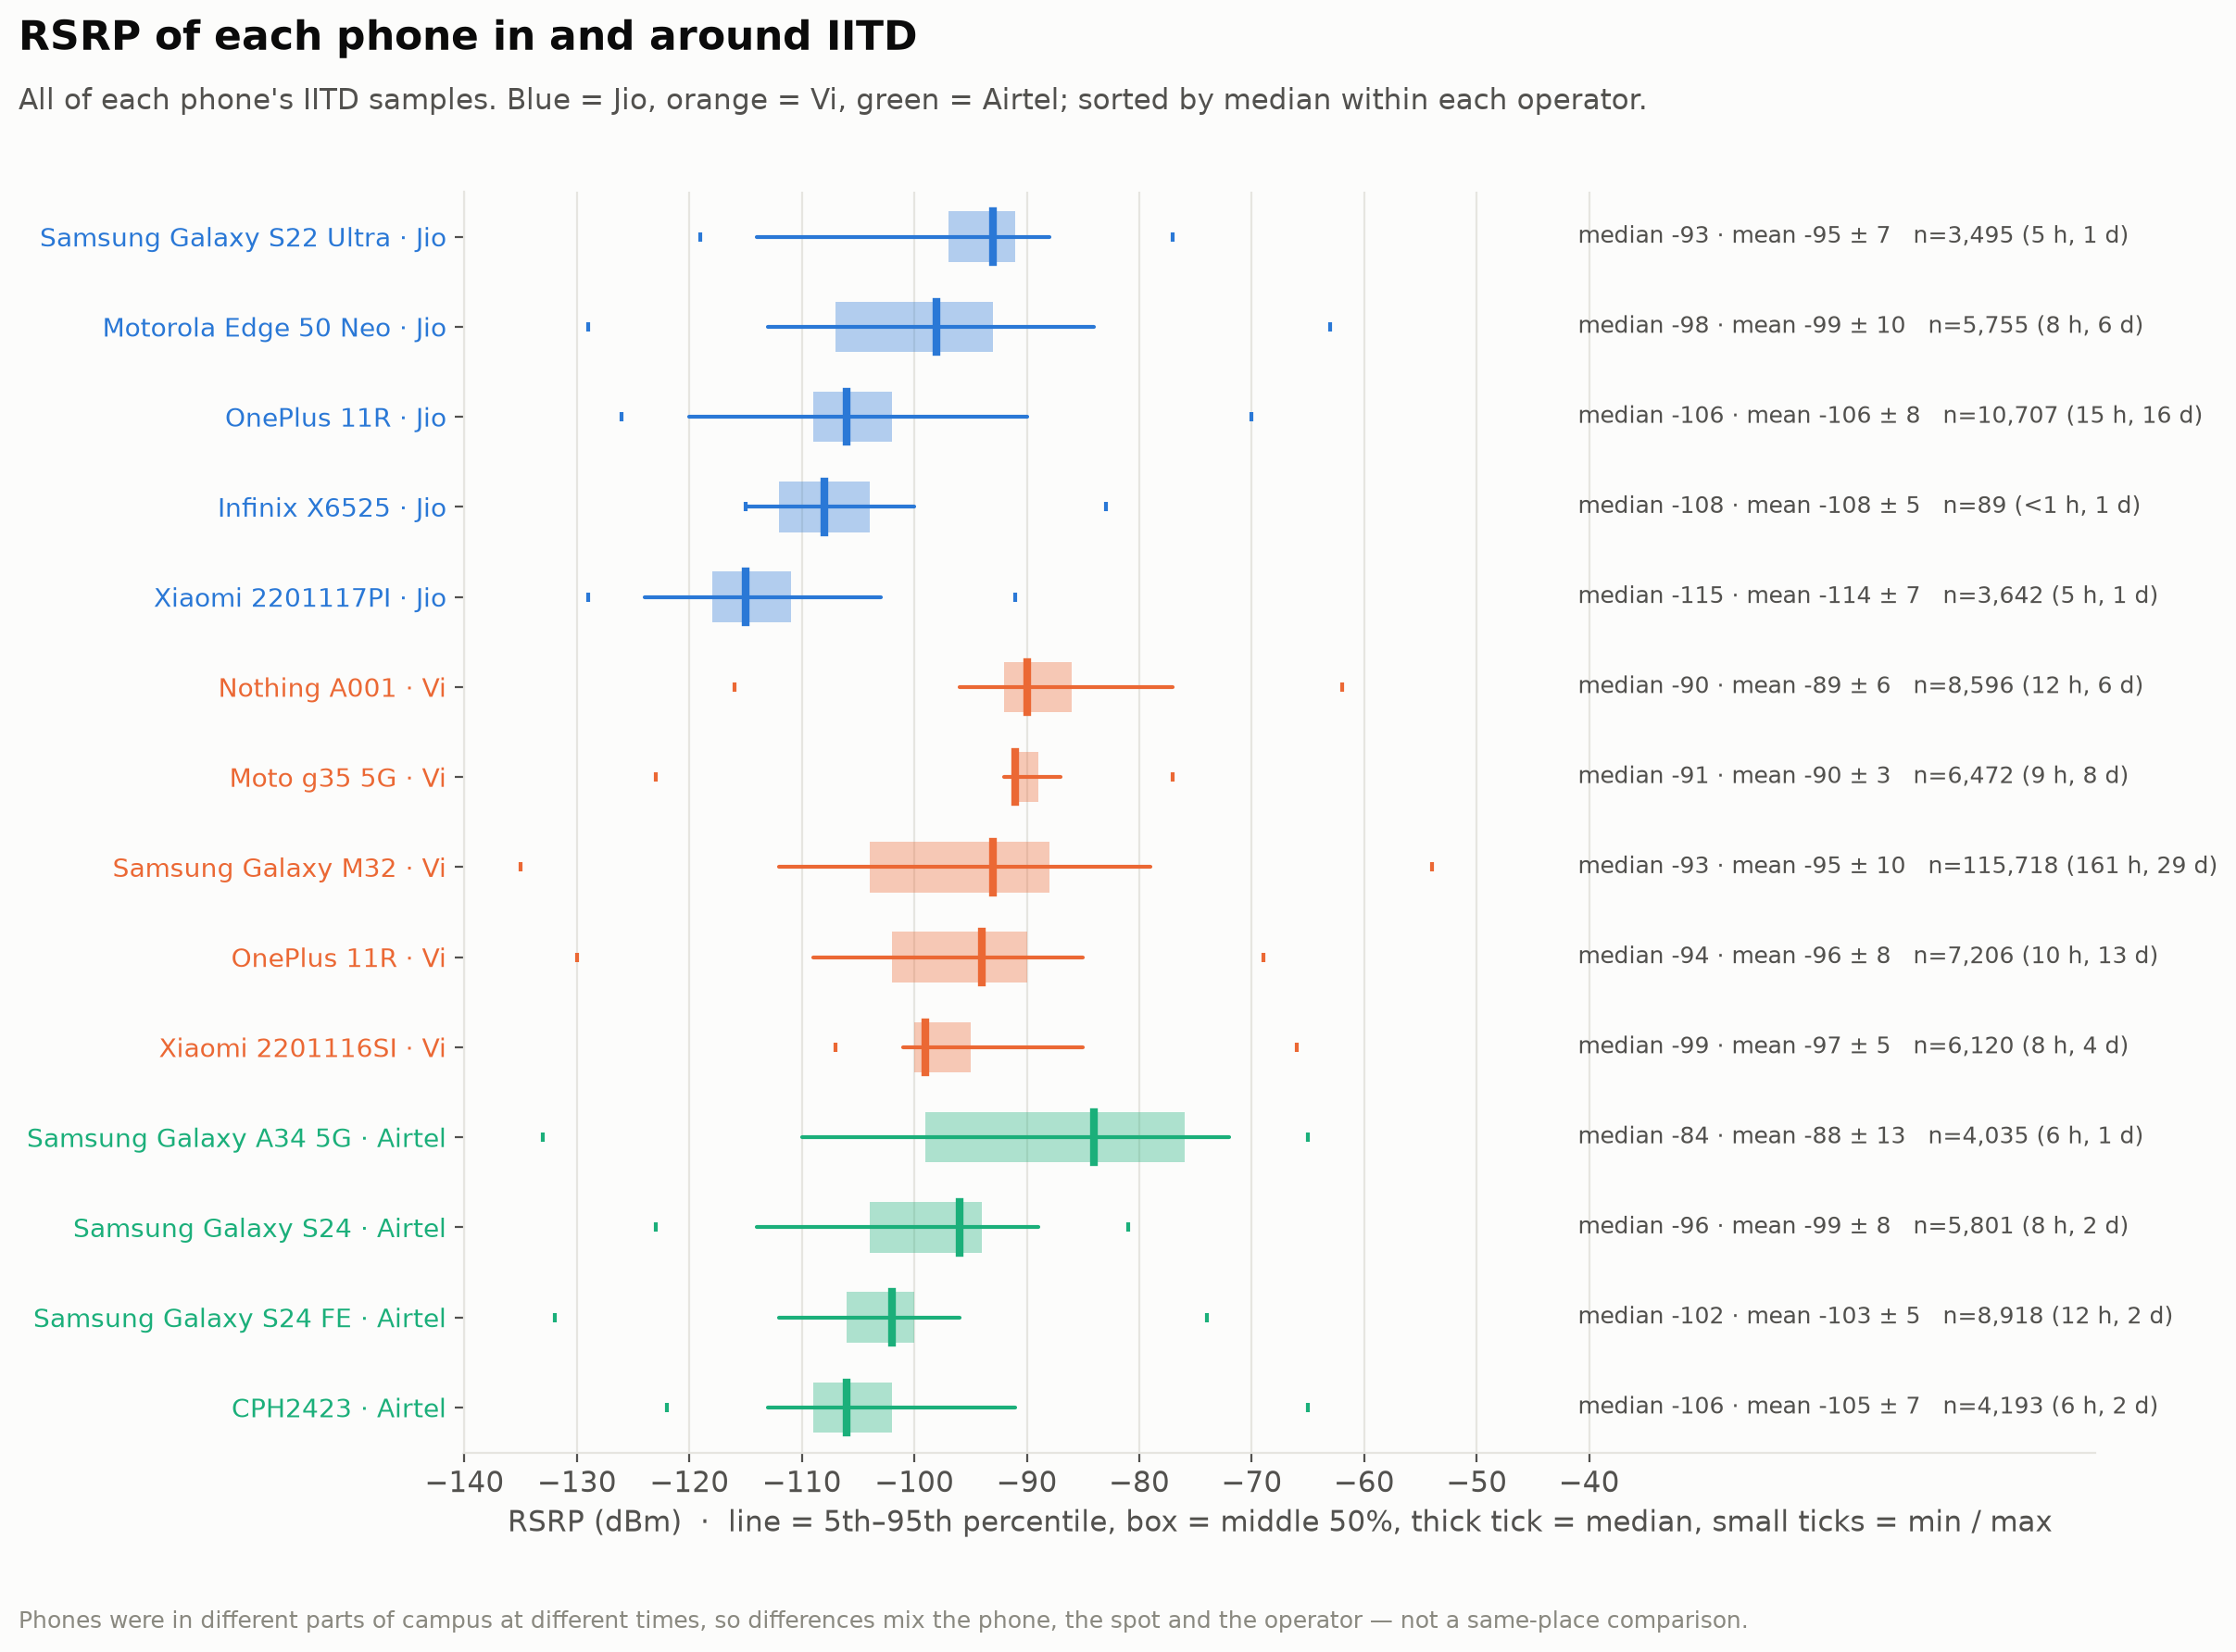 RSRP of each phone in and around IITD
All of each phone's IITD samples. Blue = Jio, orange = Vi, green = Airtel; sorted by median within each operator.
Samsung Galaxy S22 Ultra · Jio median -93 · mean -95 ± 7 n=3,495 (5 h, 1 d)
Motorola Edge 50 Neo · Jio median -98 · mean -99 ± 10 n=5,755 (8 h, 6 d)
OnePlus 11R · Jio median -106 · mean -106 ± 8 n=10,707 (15 h, 16 d)
Infinix X6525 · Jio median -108 · mean -108 ± 5 n=89 (<1 h, 1 d)
Xiaomi 2201117PI · Jio median -115 · mean -114 ± 7 n=3,642 (5 h, 1 d)
Nothing A001 · Vi median -90 · mean -89 ± 6 n=8,596 (12 h, 6 d)
Moto g35 5G · Vi median -91 · mean -90 ± 3 n=6,472 (9 h, 8 d)
Samsung Galaxy M32 · Vi median -93 · mean -95 ± 10 n=115,718 (161 h, 29 d)
OnePlus 11R · Vi median -94 · mean -96 ± 8 n=7,206 (10 h, 13 d)
Xiaomi 2201116SI · Vi median -99 · mean -97 ± 5 n=6,120 (8 h, 4 d)
Samsung Galaxy A34 5G · Airtel median -84 · mean -88 ± 13 n=4,035 (6 h, 1 d)
Samsung Galaxy S24 · Airtel median -96 · mean -99 ± 8 n=5,801 (8 h, 2 d)
Samsung Galaxy S24 FE · Airtel median -102 · mean -103 ± 5 n=8,918 (12 h, 2 d)
CPH2423 · Airtel median -106 · mean -105 ± 7 n=4,193 (6 h, 2 d)
−140 −130 −120 −110 −100 −90 −80 −70 −60 −50 −40
RSRP (dBm) · line = 5th–95th percentile, box = middle 50%, thick tick = median, small ticks = min / max
Phones were in different parts of campus at different times, so differences mix the phone, the spot and the operator — not a same-place comparison.